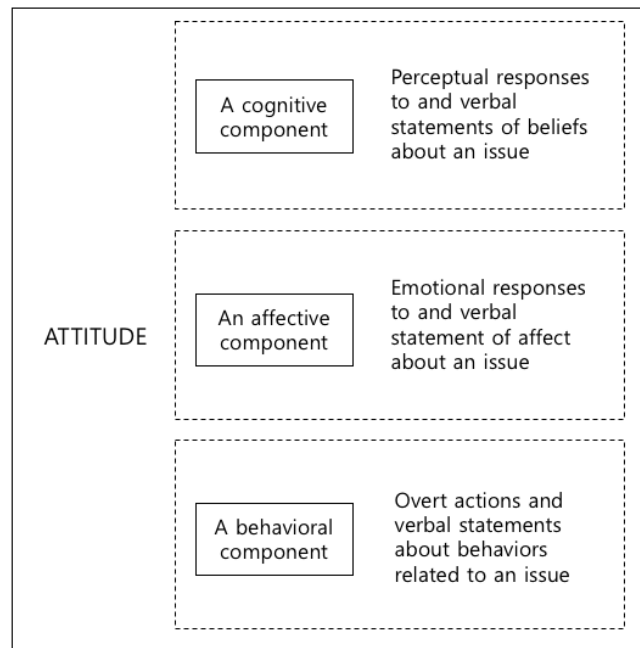 A cognitive
component
Perceptual responses
to and verbal
statements of beliefs
about an issue
ATTITUDE
An affective
component
Emotional responses
to and verbal
statement of affect
about an issue
A behavioral
component
Overt actions and
verbal statements
about behaviors
related to an issue